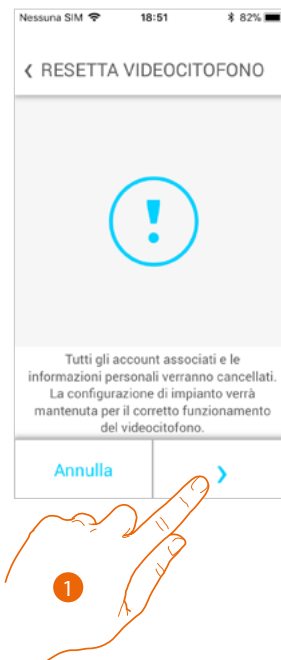 Nessuna SIM 18:51 82%
< RESETTA VIDEOCITOFONO
!
Tutti gli account associati e le
informazioni personali verranno cancellati.
La configurazione di impianto verrà
mantenuta per il corretto funzionamento
del videocitofono.
Annulla >
1